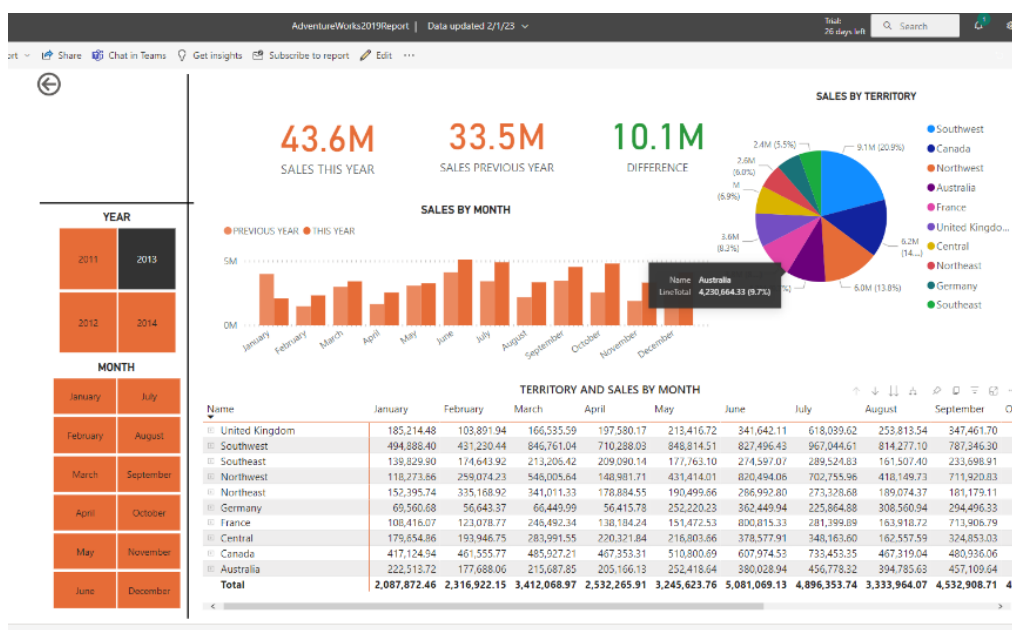 AdventureWorks2019Report | Data updated 2/1/23
Trial:
26 days left
Search
1
ort Share Chat in Teams Get insights Subscribe to report Edit ...
43.6M
SALES THIS YEAR
33.5M
SALES PREVIOUS YEAR
10.1M
DIFFERENCE
SALES BY TERRITORY
2.4M (5.5%)
2.6M
(6.0%)
M
(6.9%)
3.6M
(8.3%)
9.1M (20.9%)
6.2M
(14....)
6.0M (13.8%)
%)
Southwest
Canada
Northwest
Australia
France
United Kingdo...
Central
Northeast
Germany
Southeast
Name Australia
LineTotal 4,230,664.33 (9.7%)
YEAR
2011 2013
2012 2014
SALES BY MONTH
PREVIOUS YEAR THIS YEAR
5M
0M
January February March April May June July August September October November December
MONTH
January July
February August
March September
April October
May November
June December
TERRITORY AND SALES BY MONTH
Name January February March April May June July August September O
United Kingdom 185,214.48 103,891.94 166,535.59 197,580.17 213,416.72 341,642.11 618,039.62 253,813.54 347,461.70
Southwest 494,888.40 431,230.44 846,761.04 710,288.03 848,814.51 827,496.43 967,044.61 814,277.10 787,346.30
Southeast 139,829.90 174,643.92 213,206.42 209,090.14 177,763.10 274,597.07 289,524.83 161,507.40 233,698.91
Northwest 118,273.66 259,074.23 546,005.64 148,981.71 431,414.01 820,494.06 702,755.96 418,149.73 711,920.83
Northeast 152,395.74 335,168.92 341,011.33 178,884.55 190,499.66 286,992.80 273,328.68 189,074.37 181,179.11
Germany 69,560.68 56,643.37 66,449.99 56,415.78 252,220.23 362,449.94 225,864.88 308,560.94 294,496.33
France 108,416.07 123,078.77 246,492.34 138,184.24 151,472.53 800,815.33 281,399.89 163,918.72 713,906.79
Central 179,654.86 193,946.75 283,991.55 220,321.84 216,803.66 378,577.91 348,163.60 162,557.59 324,853.03
Canada 417,124.94 461,555.77 485,927.21 467,353.31 510,800.69 607,974.53 733,453.35 467,319.04 480,936.06
Australia 222,513.72 177,688.06 215,687.85 205,166.13 252,418.64 380,028.94 456,778.32 394,785.63 457,109.64
Total 2,087,872.46 2,316,922.15 3,412,068.97 2,532,265.91 3,245,623.76 5,081,069.13 4,896,353.74 3,333,964.07 4,532,908.71 4